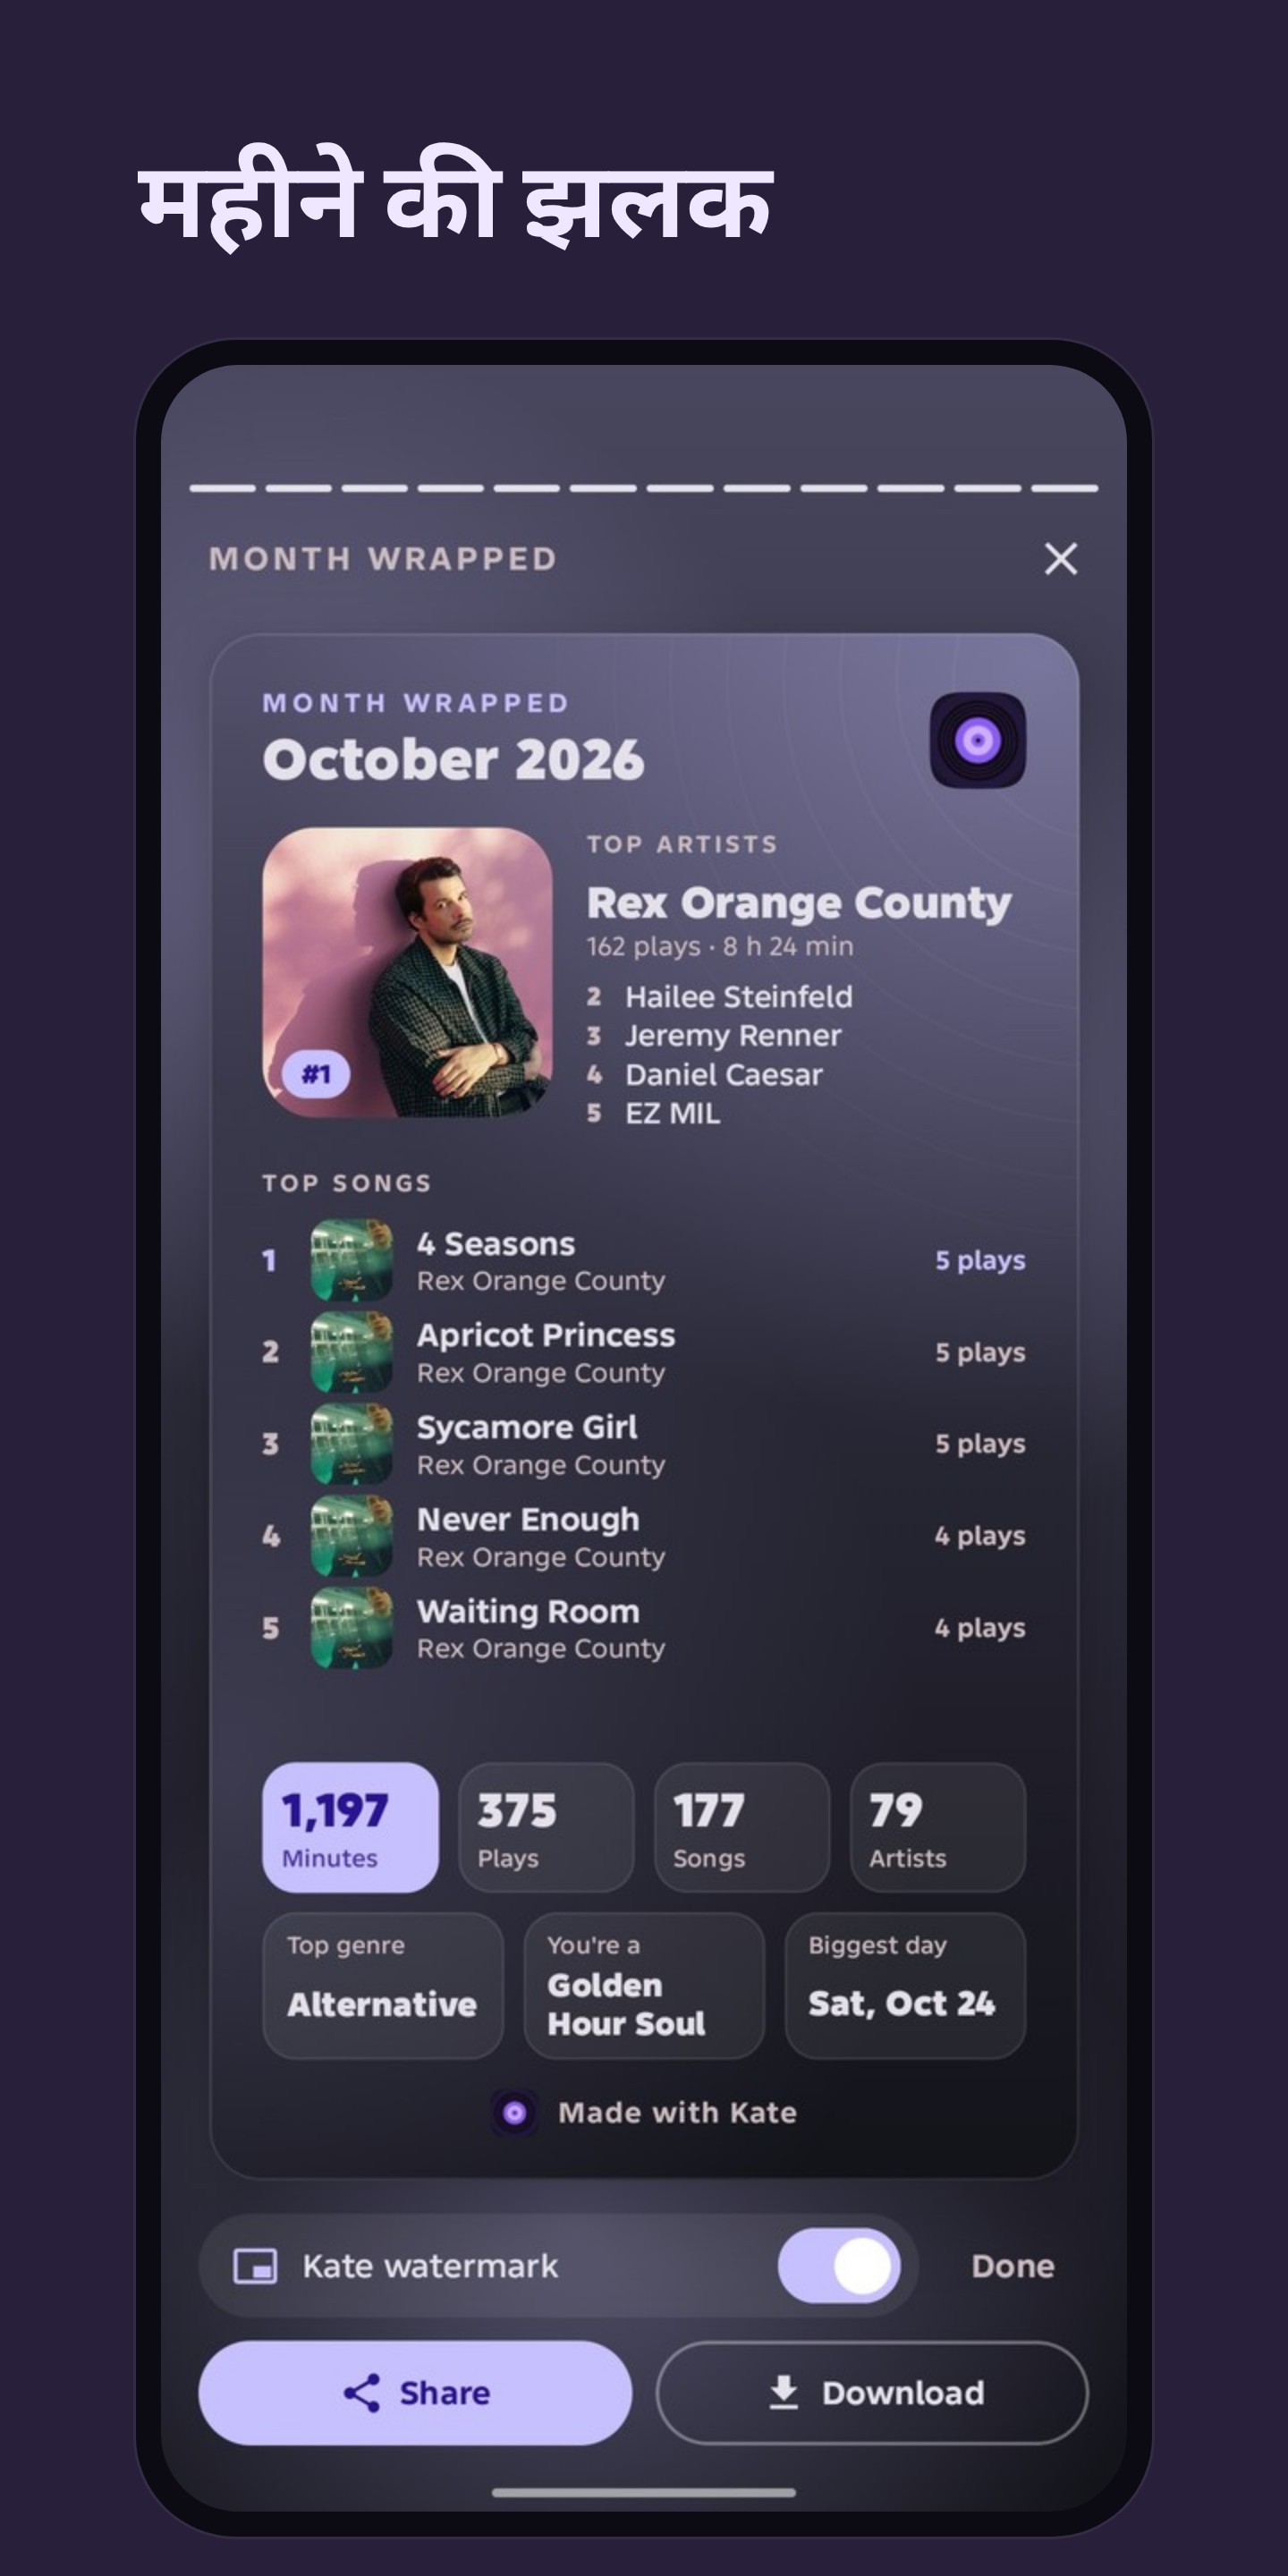 महीने की झलक
MONTH WRAPPED
MONTH WRAPPED
October 2026
TOP ARTISTS
Rex Orange County
162 plays · 8 h 24 min
#1
2 Hailee Steinfeld
3 Jeremy Renner
4 Daniel Caesar
5 EZ MIL
TOP SONGS
1 4 Seasons 5 plays
Rex Orange County
2 Apricot Princess 5 plays
Rex Orange County
3 Sycamore Girl 5 plays
Rex Orange County
4 Never Enough 4 plays
Rex Orange County
5 Waiting Room 4 plays
Rex Orange County
1,197 375 177 79
Minutes Plays Songs Artists
Top genre
Alternative
You're a
Golden
Hour Soul
Biggest day
Sat, Oct 24
Made with Kate
Kate watermark Done
Share Download